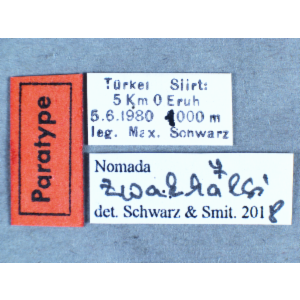 Paratype
Türkei Siirt:
5 Km O Eruh
5.6.1980 1000 m
leg. Max. Schwarz
Nomada ♂
zwakhalsi
det. Schwarz & Smit. 2018